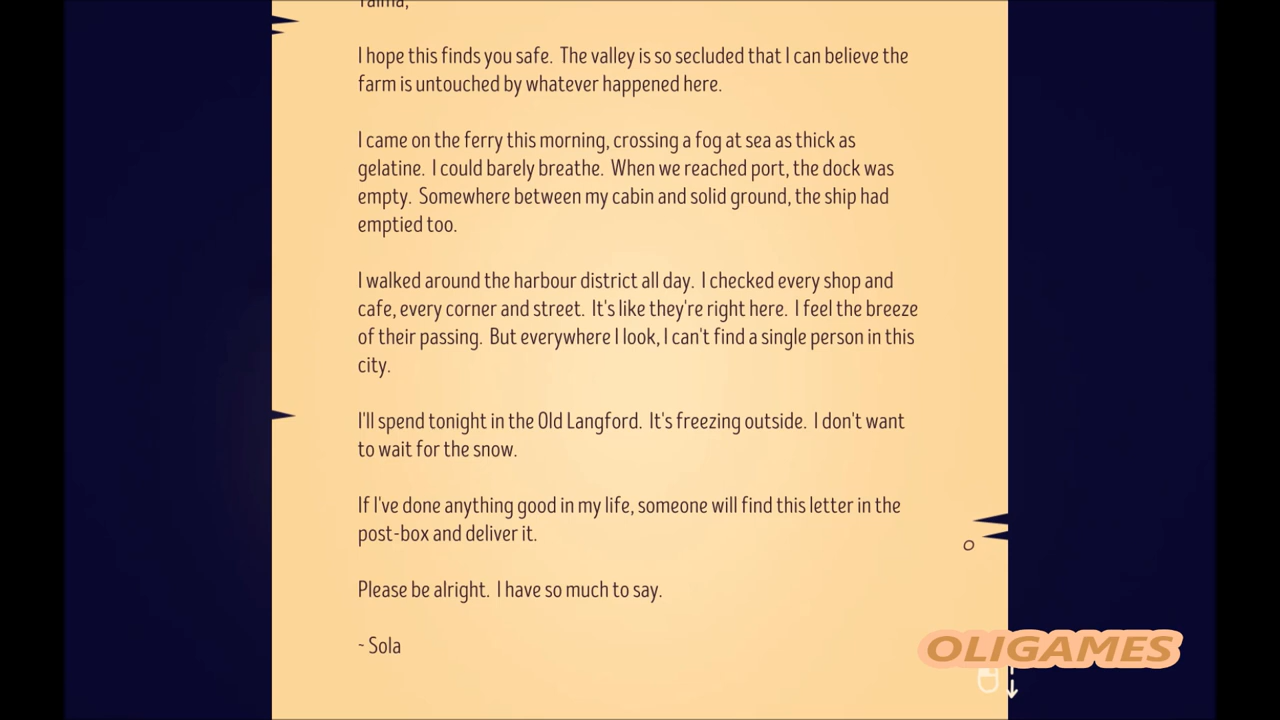 I hope this finds you safe.  The valley is so secluded that I can believe the
farm is untouched by whatever happened here.
I came on the ferry this morning, crossing a fog at sea as thick as
gelatine.  I could barely breathe.  When we reached port, the dock was
empty.  Somewhere between my cabin and solid ground, the ship had
emptied too.
I walked around the harbour district all day.  I checked every shop and
cafe, every corner and street.  It's like they're right here.  I feel the breeze
of their passing.  But everywhere I look, I can't find a single person in this
city.
I'll spend tonight in the Old Langford.  It's freezing outside.  I don't want
to wait for the snow.
If I've done anything good in my life, someone will find this letter in the
post-box and deliver it.
Please be alright.  I have so much to say.
~ Sola
OLIGAMES